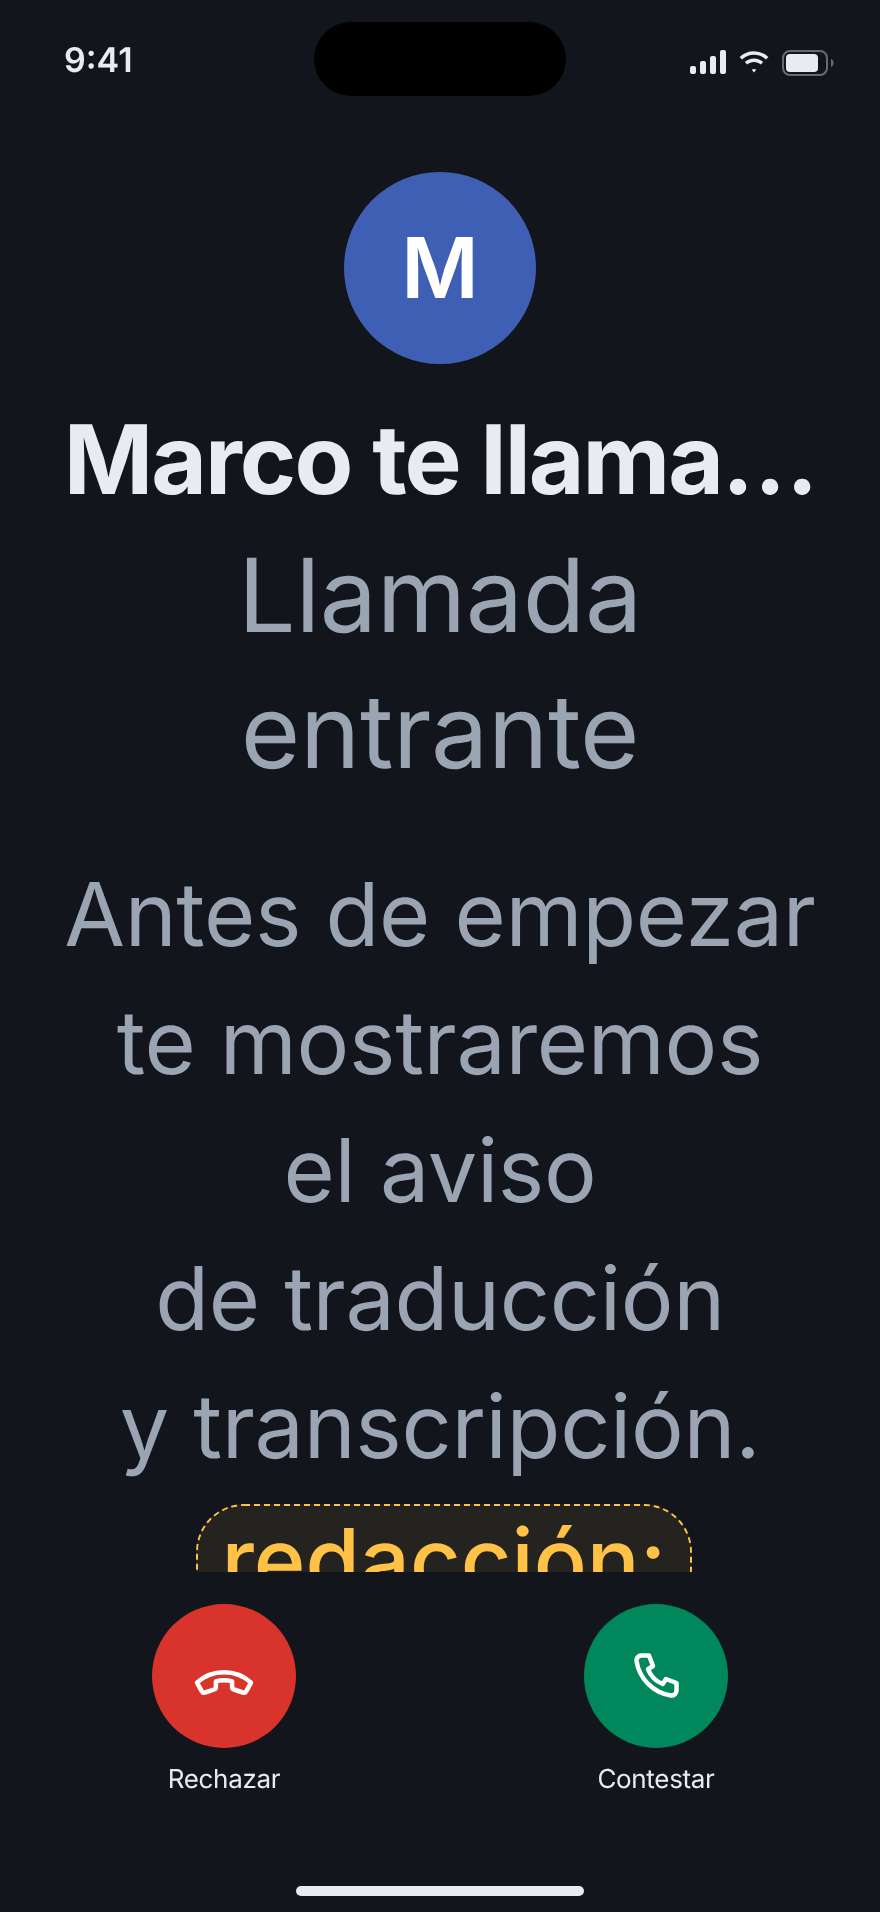 9:41
M
Marco te llama…
Llamada
entrante
Antes de empezar
te mostraremos
el aviso
de traducción
y transcripción.
redacción:
Rechazar
Contestar